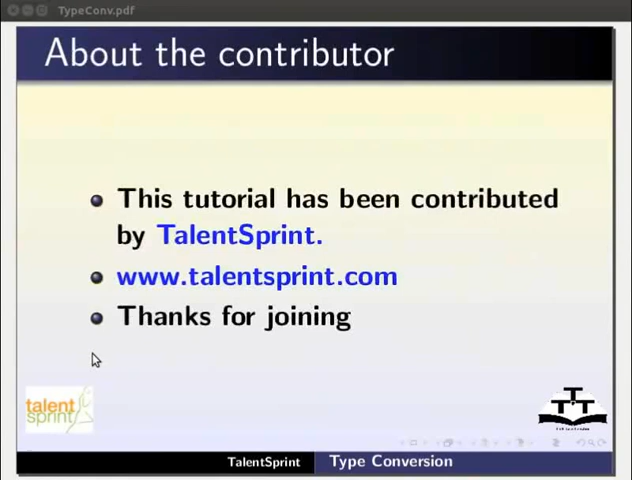 TypeConv.pdf
About the contributor
This tutorial has been contributed
by TalentSprint.
www.talentsprint.com
Thanks for joining
talent
sprint
TTT
TalentSprint
Type Conversion